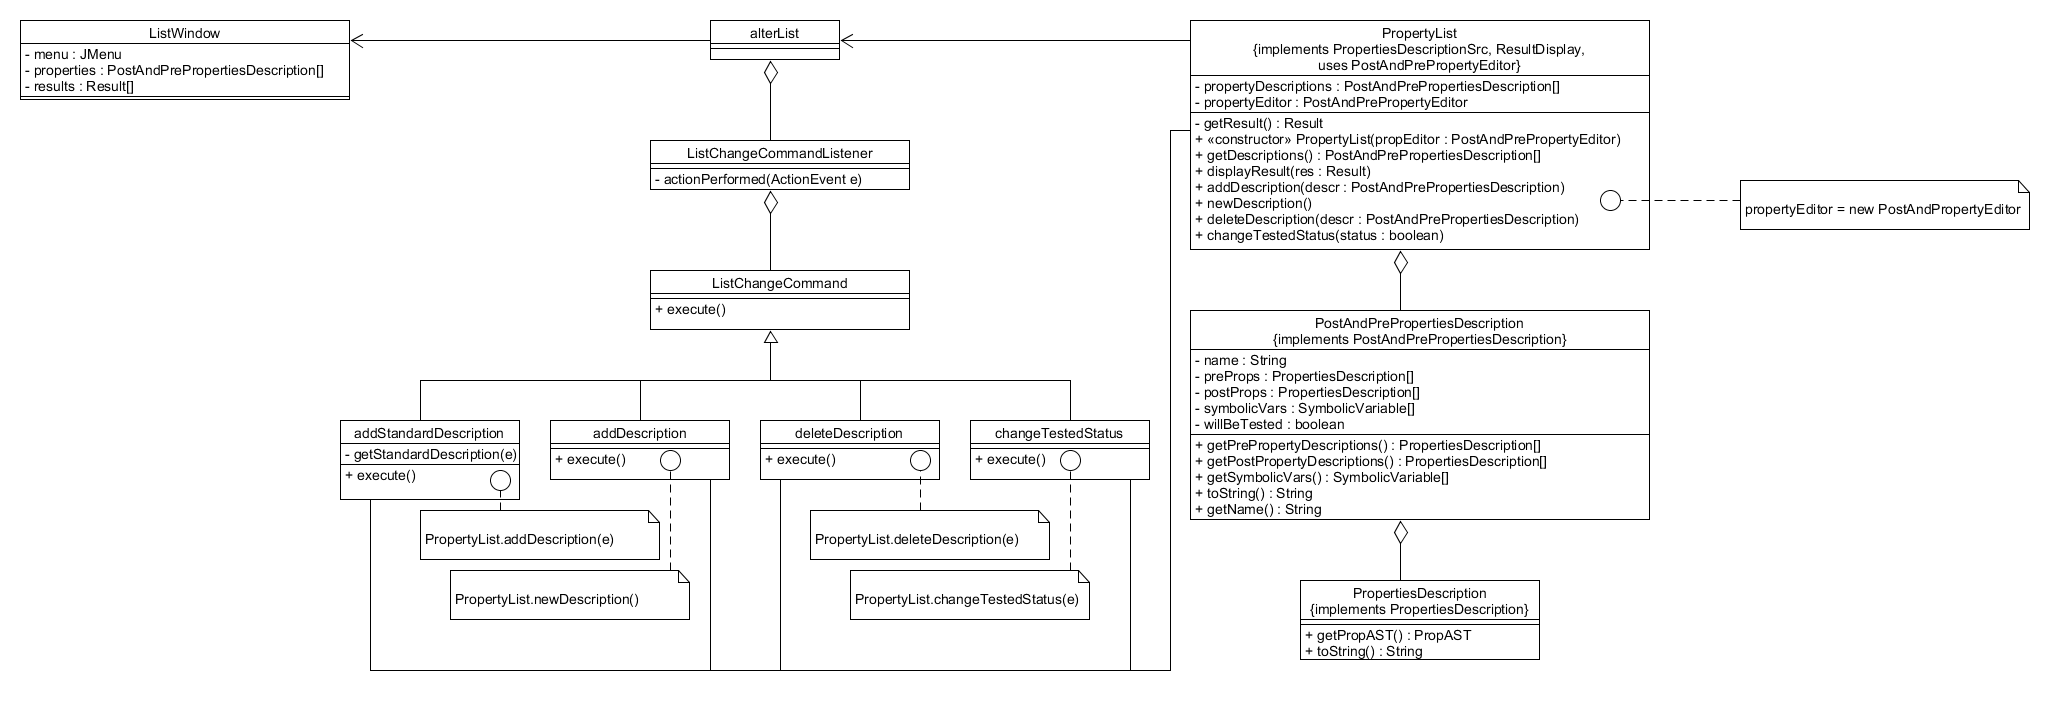 ListWindow
- menu : JMenu
- properties : PostAndPrePropertiesDescription[]
- results : Result[]
alterList
PropertyList
{implements PropertiesDescriptionSrc, ResultDisplay,
uses PostAndPrePropertyEditor}
- propertyDescriptions : PostAndPrePropertiesDescription[]
- propertyEditor : PostAndPrePropertyEditor
- getResult() : Result
+ «constructor» PropertyList(propEditor : PostAndPrePropertyEditor)
+ getDescriptions() : PostAndPrePropertiesDescription[]
+ displayResult(res : Result)
+ addDescription(descr : PostAndPrePropertiesDescription)
+ newDescription()
+ deleteDescription(descr : PostAndPrePropertiesDescription)
+ changeTestedStatus(status : boolean)
propertyEditor = new PostAndPropertyEditor
ListChangeCommandListener
- actionPerformed(ActionEvent e)
ListChangeCommand
+ execute()
PostAndPrePropertiesDescription
{implements PostAndPrePropertiesDescription}
- name : String
- preProps : PropertiesDescription[]
- postProps : PropertiesDescription[]
- symbolicVars : SymbolicVariable[]
- willBeTested : boolean
+ getPrePropertyDescriptions() : PropertiesDescription[]
+ getPostPropertyDescriptions() : PropertiesDescription[]
+ getSymbolicVars() : SymbolicVariable[]
+ toString() : String
+ getName() : String
addStandardDescription
- getStandardDescription(e)
+ execute()
addDescription
+ execute()
deleteDescription
+ execute()
changeTestedStatus
+ execute()
PropertyList.addDescription(e)
PropertyList.deleteDescription(e)
PropertyList.newDescription()
PropertyList.changeTestedStatus(e)
PropertiesDescription
{implements PropertiesDescription}
+ getPropAST() : PropAST
+ toString() : String